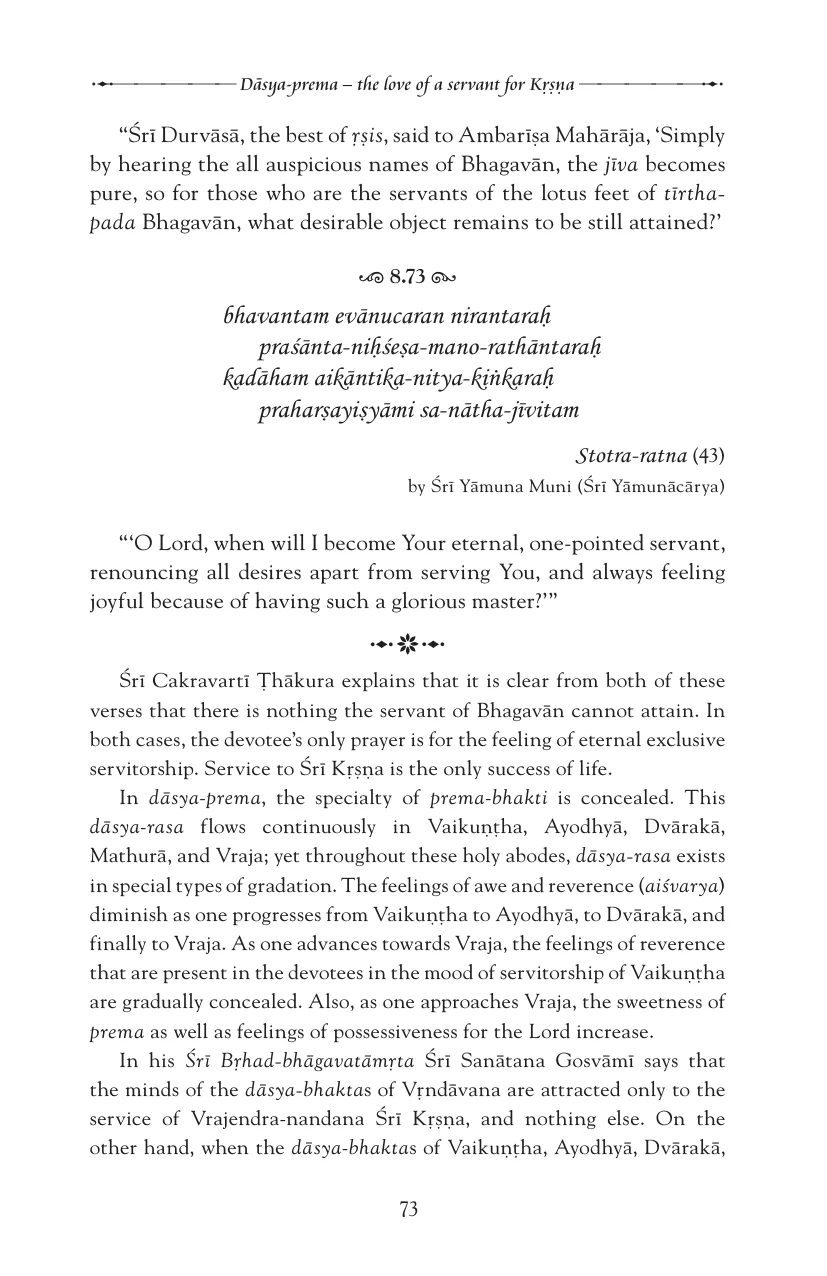 Dāsya-prema – the love of a servant for Kṛṣṇa
“Śrī Durvāsā, the best of ṛṣis, said to Ambarīṣa Mahārāja, ‘Simply
by hearing the all auspicious names of Bhagavān, the jīva becomes
pure, so for those who are the servants of the lotus feet of tīrtha-
pada Bhagavān, what desirable object remains to be still attained?’
8.73
bhavantam evānucaran nirantaraḥ
praśānta-niḥśeṣa-mano-rathāntaraḥ
kadāham aikāntika-nitya-kiṅkaraḥ
praharṣayiṣyāmi sa-nātha-jīvitam
Stotra-ratna (43)
by Śrī Yāmuna Muni (Śrī Yāmunācārya)
“‘O Lord, when will I become Your eternal, one-pointed servant,
renouncing all desires apart from serving You, and always feeling
joyful because of having such a glorious master?’”
Śrī Cakravartī Ṭhākura explains that it is clear from both of these
verses that there is nothing the servant of Bhagavān cannot attain. In
both cases, the devotee’s only prayer is for the feeling of eternal exclusive
servitorship. Service to Śrī Kṛṣṇa is the only success of life.
In dāsya-prema, the specialty of prema-bhakti is concealed. This
dāsya-rasa flows continuously in Vaikuṇṭha, Ayodhyā, Dvārakā,
Mathurā, and Vraja; yet throughout these holy abodes, dāsya-rasa exists
in special types of gradation. The feelings of awe and reverence (aiśvarya)
diminish as one progresses from Vaikuṇṭha to Ayodhyā, to Dvārakā, and
finally to Vraja. As one advances towards Vraja, the feelings of reverence
that are present in the devotees in the mood of servitorship of Vaikuṇṭha
are gradually concealed. Also, as one approaches Vraja, the sweetness of
prema as well as feelings of possessiveness for the Lord increase.
In his Śrī Bṛhad-bhāgavatāmṛta Śrī Sanātana Gosvāmī says that
the minds of the dāsya-bhaktas of Vṛndāvana are attracted only to the
service of Vrajendra-nandana Śrī Kṛṣṇa, and nothing else. On the
other hand, when the dāsya-bhaktas of Vaikuṇṭha, Ayodhyā, Dvārakā,
73